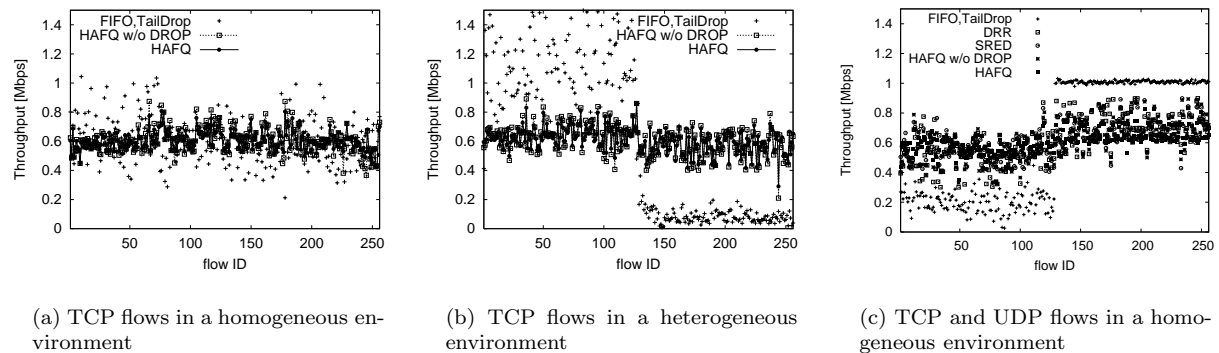 FIFO,TailDrop
HAFQ w/o DROP
HAFQ
Throughput [Mbps]
1.4
1.2
1
0.8
0.6
0.4
0.2
0
50 100 150 200 250
flow ID
(a) TCP flows in a homogeneous en-
vironment
FIFO,TailDrop
HAFQ w/o DROP
HAFQ
Throughput [Mbps]
1.4
1.2
1
0.8
0.6
0.4
0.2
0
50 100 150 200 250
flow ID
(b) TCP flows in a heterogeneous
environment
FIFO,TailDrop
DRR
SRED
HAFQ w/o DROP
HAFQ
Throughput [Mbps]
1.4
1.2
1
0.8
0.6
0.4
0.2
0
50 100 150 200 250
flow ID
(c) TCP and UDP flows in a homo-
geneous environment